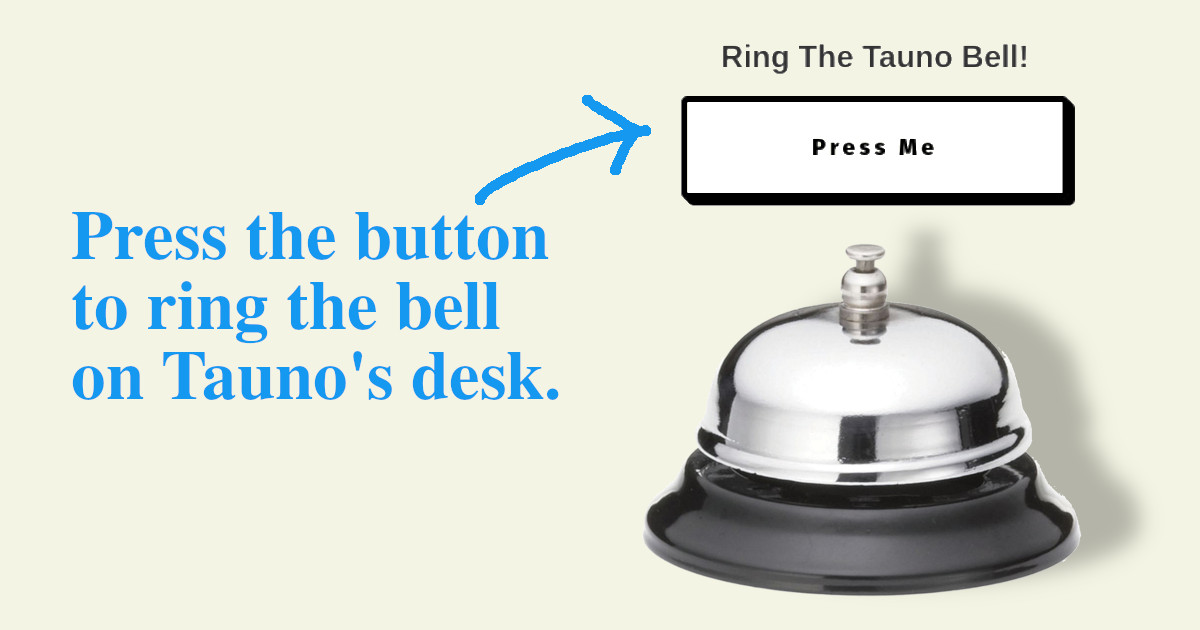 Ring The Tauno Bell!
Press Me
Press the button
to ring the bell
on Tauno's desk.